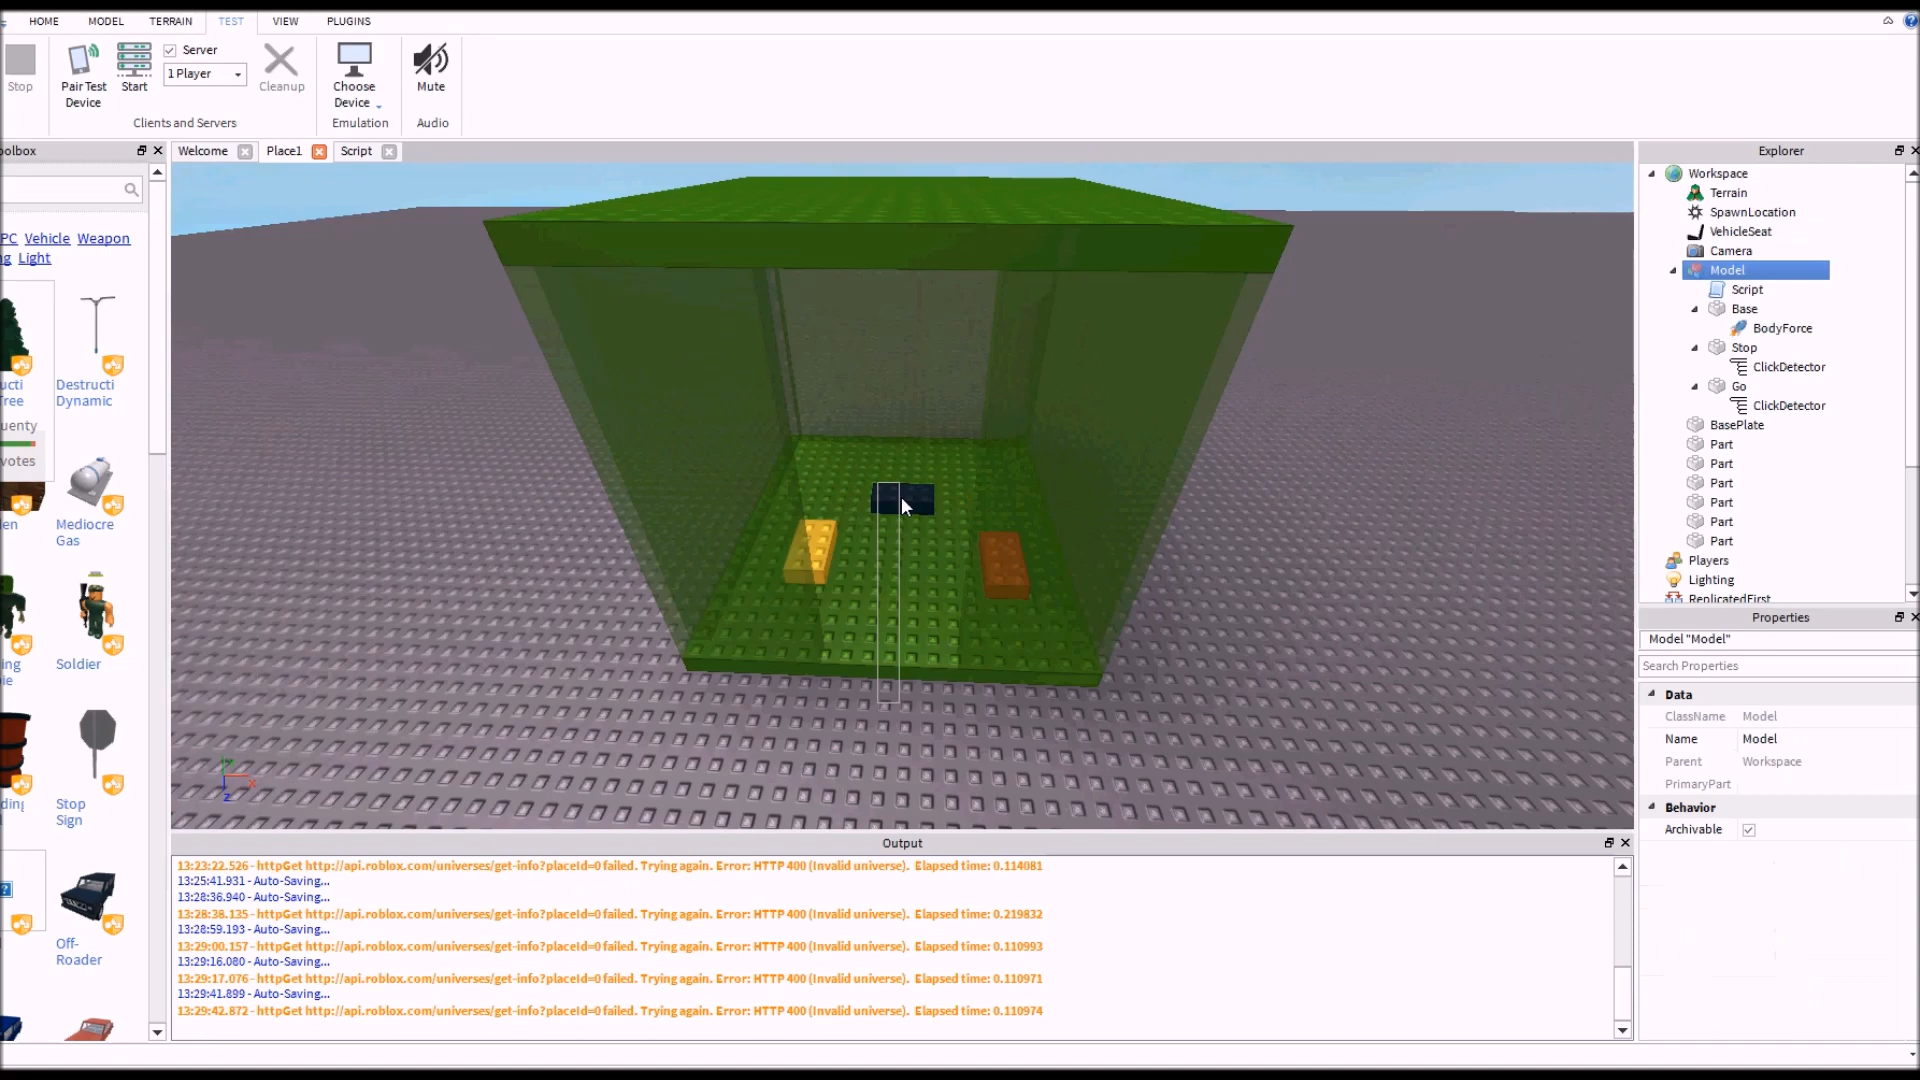 HOME MODEL TERRAIN TEST VIEW PLUGINS
Stop
Pair Test
Device
Start
Server
1 Player
Cleanup
Choose
Device
Mute
Clients and Servers
Emulation
Audio
oolbox
Welcome
Place1
Script
PC Vehicle Weapon
ng Light
ucti
Tree
Destructi
Dynamic
uenty
votes
en
Mediocre
Gas
ing
pie
Soldier
ding
l
Stop
Sign
Off-
Roader
Output
13:23:22.526 - httpGet http://api.roblox.com/universes/get-info?placeId=0 failed. Trying again. Error: HTTP 400 (Invalid universe). Elapsed time: 0.114081
13:25:41.931 - Auto-Saving...
13:28:36.940 - Auto-Saving...
13:28:38.135 - httpGet http://api.roblox.com/universes/get-info?placeId=0 failed. Trying again. Error: HTTP 400 (Invalid universe). Elapsed time: 0.219832
13:28:59.193 - Auto-Saving...
13:29:00.157 - httpGet http://api.roblox.com/universes/get-info?placeId=0 failed. Trying again. Error: HTTP 400 (Invalid universe). Elapsed time: 0.110993
13:29:16.080 - Auto-Saving...
13:29:17.076 - httpGet http://api.roblox.com/universes/get-info?placeId=0 failed. Trying again. Error: HTTP 400 (Invalid universe). Elapsed time: 0.110971
13:29:41.899 - Auto-Saving...
13:29:42.872 - httpGet http://api.roblox.com/universes/get-info?placeId=0 failed. Trying again. Error: HTTP 400 (Invalid universe). Elapsed time: 0.110974
Explorer
Workspace
Terrain
SpawnLocation
VehicleSeat
Camera
Model
Script
Base
BodyForce
Stop
ClickDetector
Go
ClickDetector
BasePlate
Part
Part
Part
Part
Part
Part
Players
Lighting
ReplicatedFirst
Properties
Model "Model"
Search Properties
Data
ClassName Model
Name Model
Parent Workspace
PrimaryPart
Behavior
Archivable